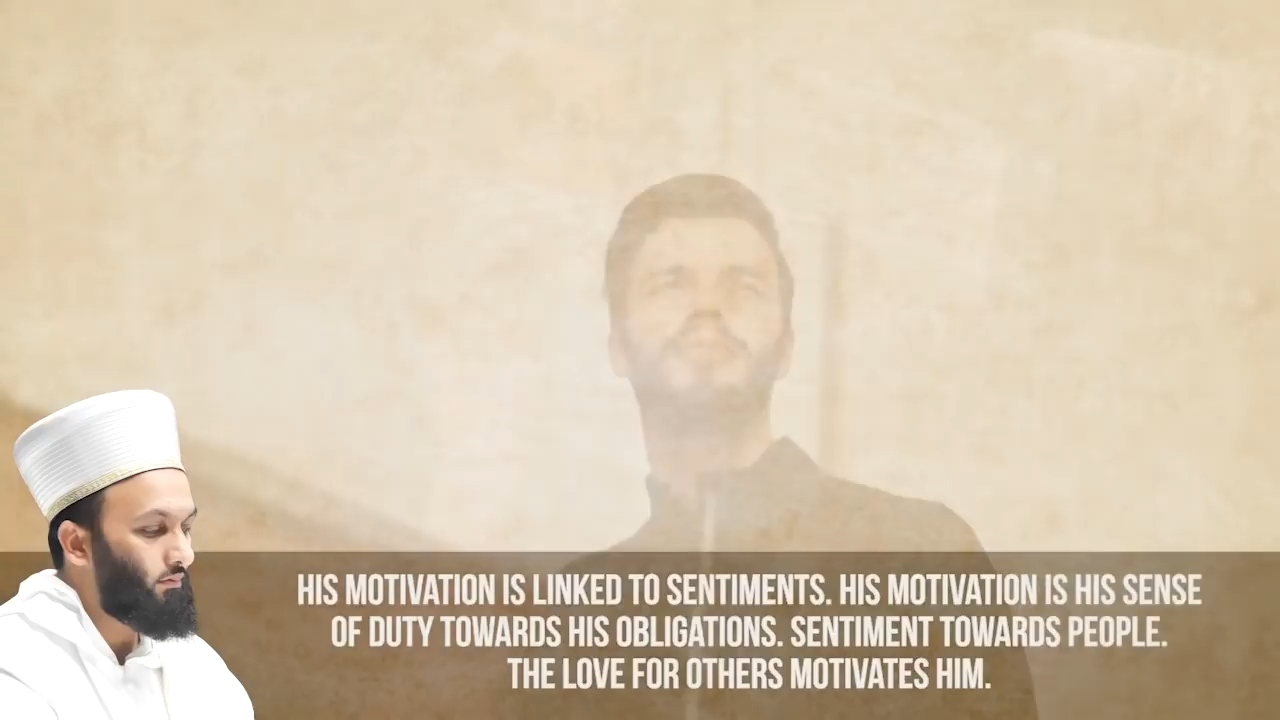 HIS MOTIVATION IS LINKED TO SENTIMENTS. HIS MOTIVATION IS HIS SENSE
OF DUTY TOWARDS HIS OBLIGATIONS. SENTIMENT TOWARDS PEOPLE.
THE LOVE FOR OTHERS MOTIVATES HIM.